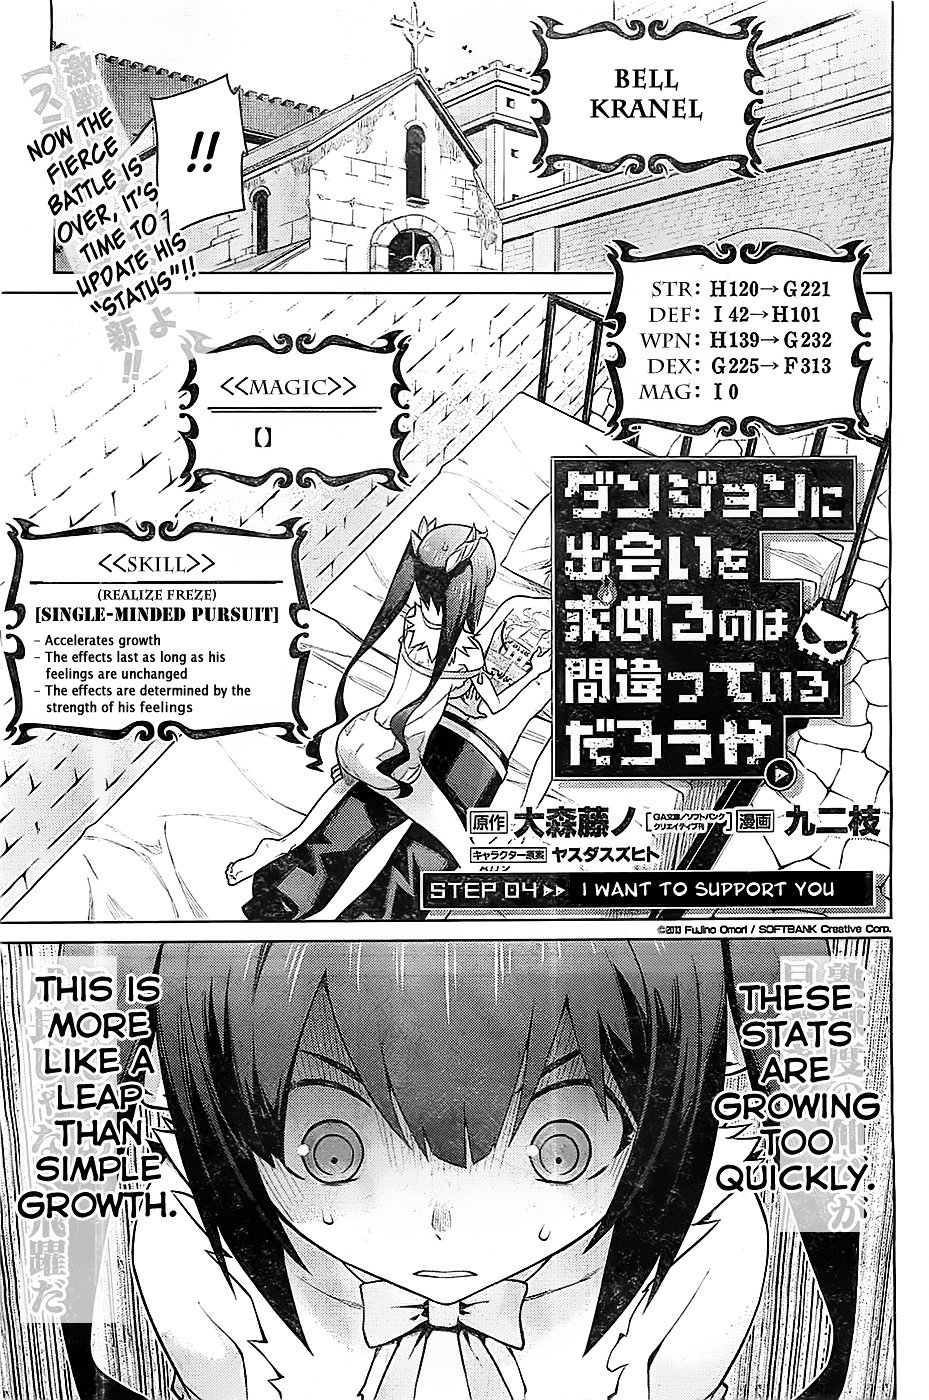 BELL
KRANEL
!!
NOW THE
FIERCE
BATTLE IS
OVER, IT'S
TIME TO
UPDATE HIS
"STATUS"!!
STR: H120→G221
DEF: I 42→H101
WPN: H139→G232
DEX: G225→F313
MAG: I 0
<<MAGIC>>
【】
<<SKILL>>
(REALIZE FREZE)
[SINGLE-MINDED PURSUIT]
– Accelerates growth
– The effects last as long as his
feelings are unchanged
– The effects are determined by the
strength of his feelings
ダンジョンに
出会いを
求めるのは
間違っている
だろうか
原作 大森藤ノ
[GA文庫/ソフトバンク
クリエイティブ刊]
漫画 九二枝
キャラクター原案 ヤスダスズヒト
STEP.04▸▸ I WANT TO SUPPORT YOU
©2013 Fujino Omori / SOFTBANK Creative Corp.
THESE
STATS
ARE
GROWING
TOO
QUICKLY.
THIS IS
MORE
LIKE A
LEAP
THAN
SIMPLE
GROWTH.